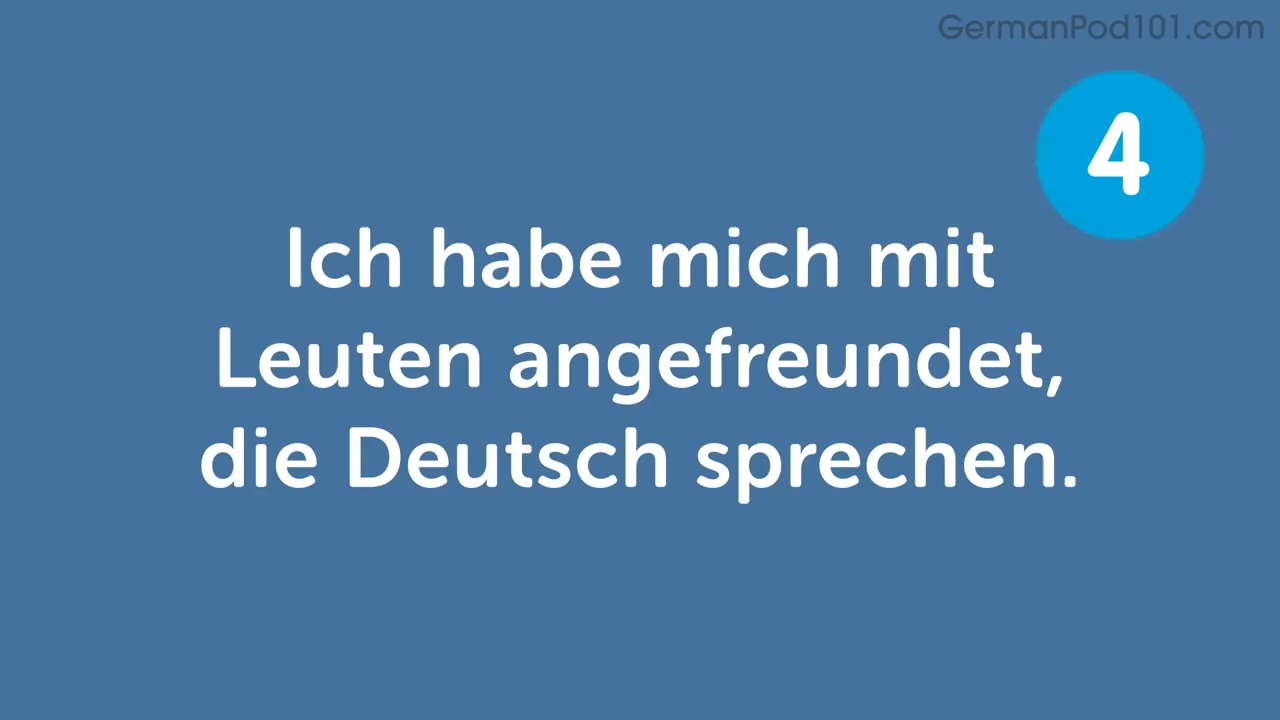 GermanPod101.com
4
Ich habe mich mit
Leuten angefreundet,
die Deutsch sprechen.